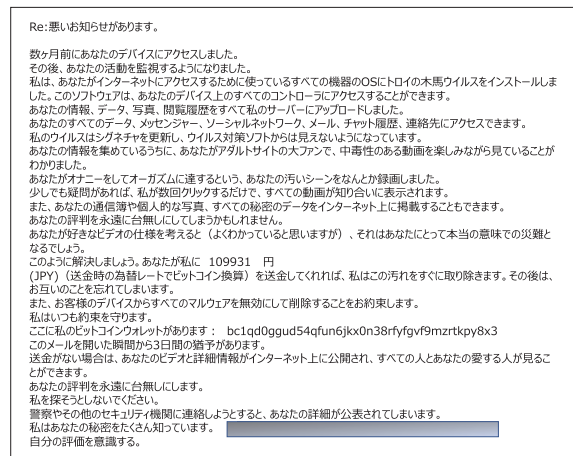 Re:悪いお知らせがあります。
数ヶ月前にあなたのデバイスにアクセスしました。
その後、あなたの活動を監視するようになりました。
私は、あなたがインターネットにアクセスするために使っているすべての機器のOSにトロイの木馬ウイルスをインストールしま
した。このソフトウェアは、あなたのデバイス上のすべてのコントローラにアクセスすることができます。
あなたの情報、データ、写真、閲覧履歴をすべて私のサーバーにアップロードしました。
あなたのすべてのデータ、メッセンジャー、ソーシャルネットワーク、メール、チャット履歴、連絡先にアクセスできます。
私のウイルスはシグネチャを更新し、ウイルス対策ソフトからは見えないようになっています。
あなたの情報を集めているうちに、あなたがアダルトサイトの大ファンで、中毒性のある動画を楽しみながら見ていることが
わかりました。
あなたがオナニーをしてオーガズムに達するという、あなたの汚いシーンをなんとか録画しました。
少しでも疑問があれば、私が数回クリックするだけで、すべての動画が知り合いに表示されます。
また、あなたの通信簿や個人的な写真、すべての秘密のデータをインターネット上に掲載することもできます。
あなたの評判を永遠に台無しにしてしまうかもしれません。
あなたが好きなビデオの仕様を考えると（よくわかっていると思いますが）、それはあなたにとって本当の意味での災難と
なるでしょう。
このように解決しましょう。あなたが私に 109931 円
(JPY)（送金時の為替レートでビットコイン換算）を送金してくれれば、私はこの汚れをすぐに取り除きます。その後は、
お互いのことを忘れてしまいます。
また、お客様のデバイスからすべてのマルウェアを無効にして削除することをお約束します。
私はいつも約束を守ります。
ここに私のビットコインウォレットがあります： bc1qd0ggud54qfun6jkx0n38rfyfgvf9mzrtkpy8x3
このメールを開いた瞬間から3日間の猶予があります。
送金がない場合は、あなたのビデオと詳細情報がインターネット上に公開され、すべての人とあなたの愛する人が見るこ
とができます。
あなたの評判を永遠に台無しにします。
私を探そうとしないでください。
警察やその他のセキュリティ機関に連絡しようとすると、あなたの詳細が公表されてしまいます。
私はあなたの秘密をたくさん知っています。
自分の評価を意識する。